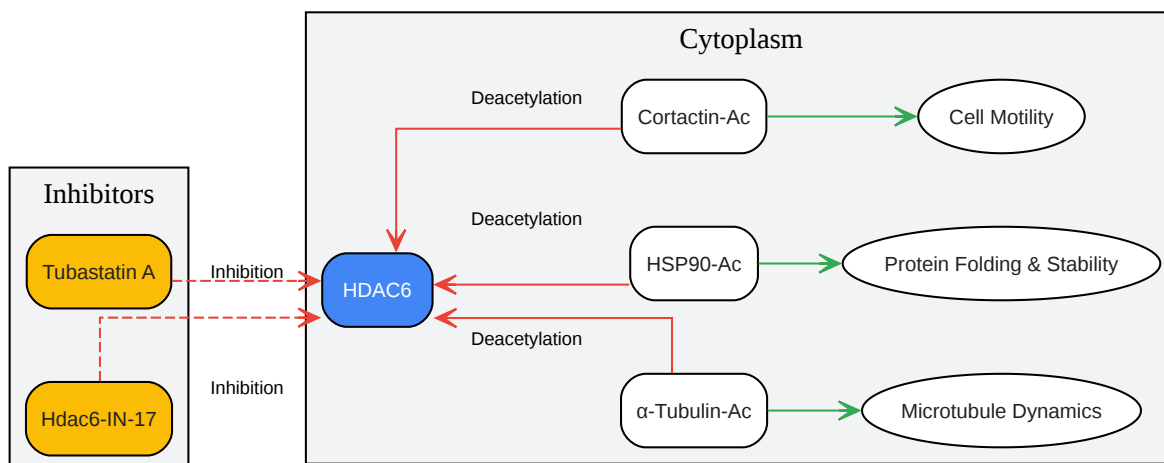 Cytoplasm
Deacetylation
Cortactin-Ac
Cell Motility
Inhibitors
Deacetylation
Tubastatin A
Inhibition
HDAC6
HSP90-Ac
Protein Folding & Stability
Deacetylation
Hdac6-IN-17
Inhibition
α-Tubulin-Ac
Microtubule Dynamics